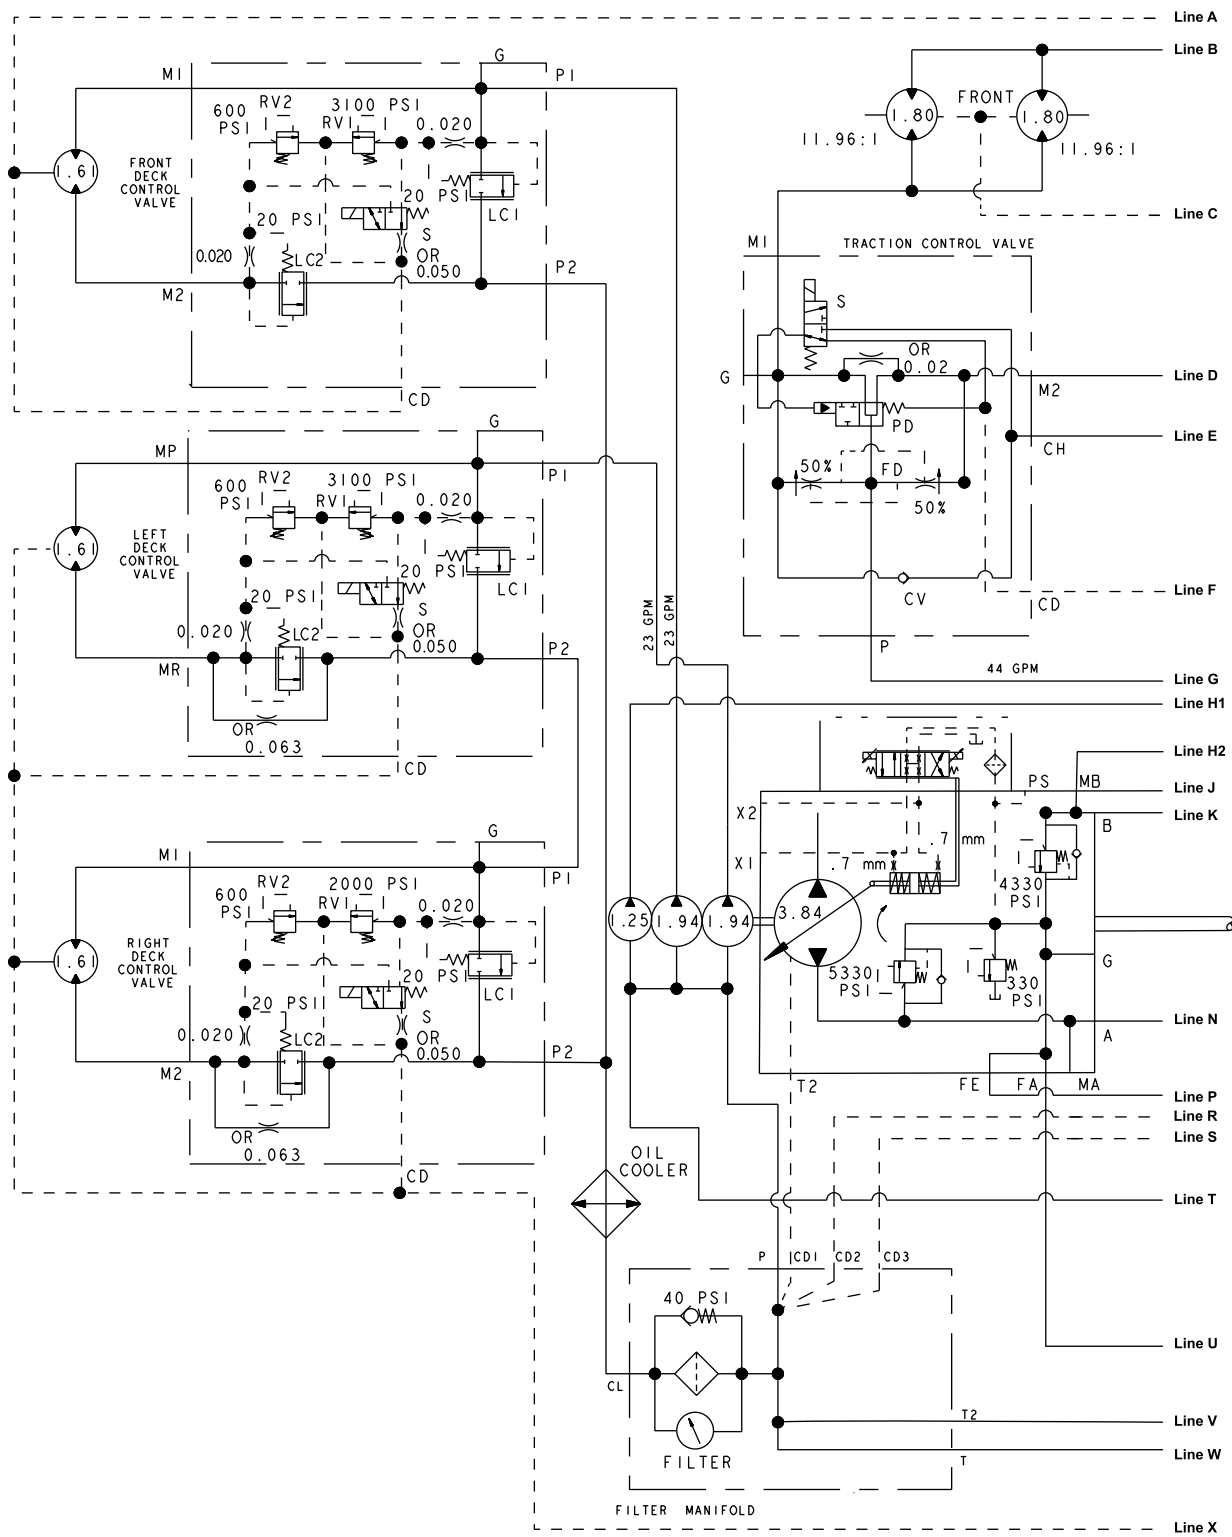 Line A
Line B
G
M1
P1
600
PSI
RV2
3100 PSI
RV1
0.020
FRONT
1.80
1.80
11.96:1
11.96:1
1.61
FRONT
DECK
CONTROL
VALVE
20
PSI
LC1
S
OR
0.050
20 PSI
0.020
LC2
M2
P2
Line C
M1
TRACTION CONTROL VALVE
S
OR
0.02
G
M2
Line D
PD
CH
Line E
CD
G
MP
P1
600
PSI
RV2
3100 PSI
RV1
0.020
50%
FD
50%
1.61
LEFT
DECK
CONTROL
VALVE
20
PSI
LC1
S
OR
0.050
20 PSI
0.020
LC2
MR
P2
OR
0.063
CV
CD
Line F
23 GPM
23 GPM
P
44 GPM
Line G
Line H1
Line H2
CD
PS
MB
Line J
X2
B
Line K
X1
.7 mm
.7 mm
G
M1
P1
600
PSI
RV2
2000 PSI
RV1
0.020
4330
PSI
1.25
1.94
1.94
3.84
1.61
RIGHT
DECK
CONTROL
VALVE
20
PSI
LC1
S
OR
0.050
20 PSI
0.020
LC2
M2
P2
OR
0.063
5330
PSI
330
PSI
G
Line N
A
T2
FE
FA
MA
Line P
Line R
Line S
CD
OIL
COOLER
Line T
P
CD1
CD2
CD3
40 PSI
Line U
CL
T2
Line V
FILTER
T
Line W
FILTER MANIFOLD
Line X